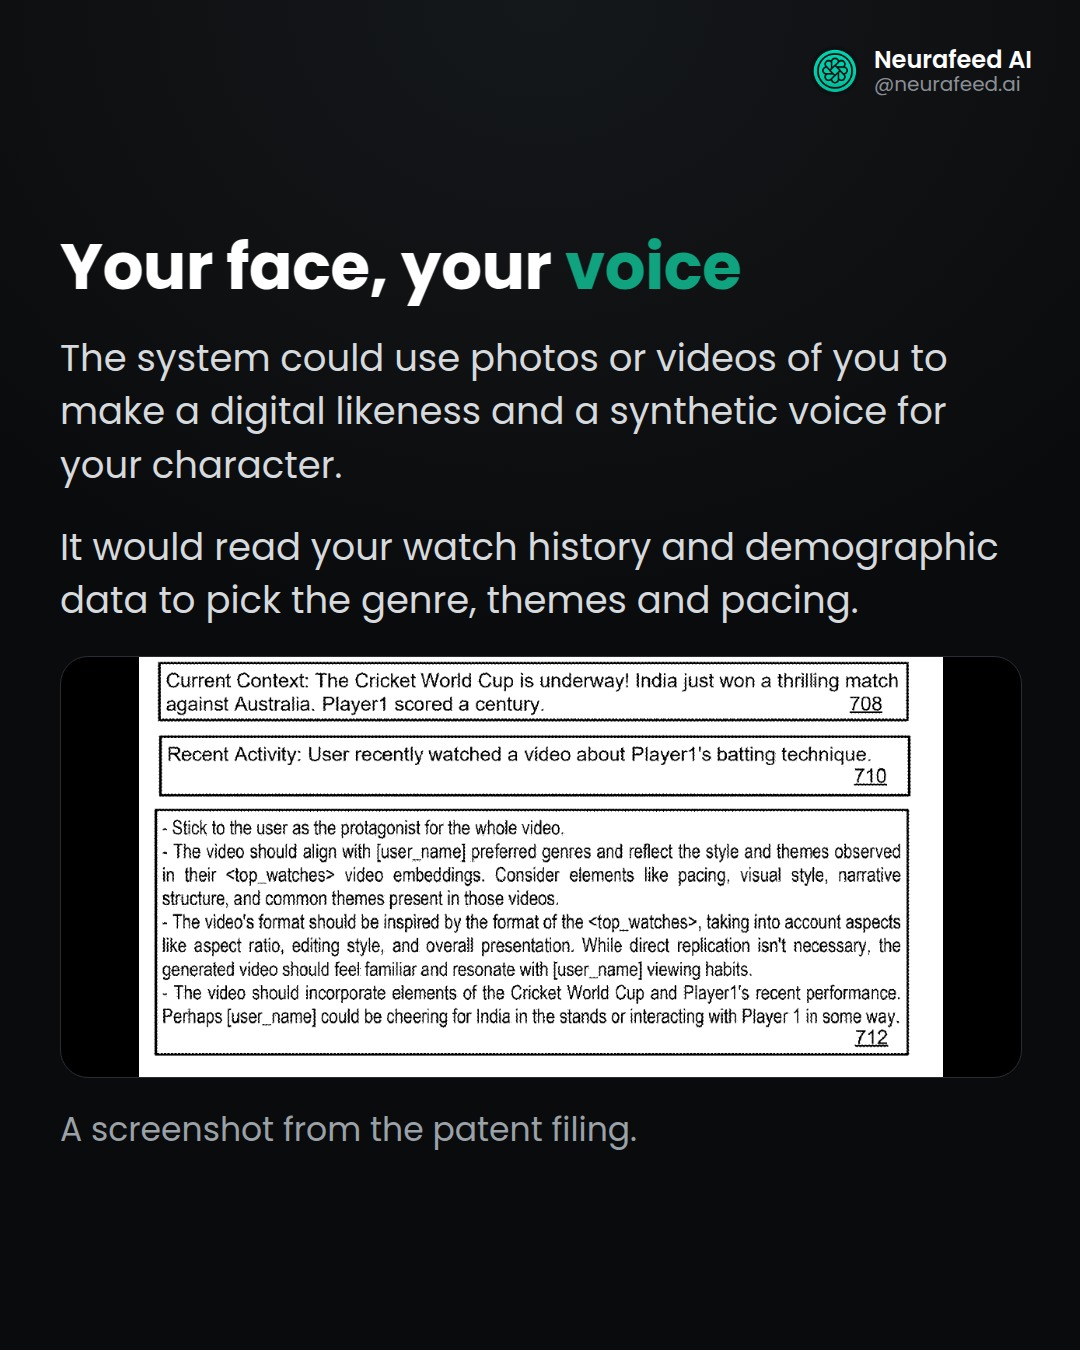 Neurafeed AI
@neurafeed.ai
Your face, your voice
The system could use photos or videos of you to
make a digital likeness and a synthetic voice for
your character.
It would read your watch history and demographic
data to pick the genre, themes and pacing.
Current Context: The Cricket World Cup is underway! India just won a thrilling match
against Australia. Player1 scored a century. 708
Recent Activity: User recently watched a video about Player1's batting technique.
710
- Stick to the user as the protagonist for the whole video.
- The video should align with [user_name] preferred genres and reflect the style and themes observed
in their <top_watches> video embeddings. Consider elements like pacing, visual style, narrative
structure, and common themes present in those videos.
- The video's format should be inspired by the format of the <top_watches>, taking into account aspects
like aspect ratio, editing style, and overall presentation. While direct replication isn't necessary, the
generated video should feel familiar and resonate with [user_name] viewing habits.
- The video should incorporate elements of the Cricket World Cup and Player1's recent performance.
Perhaps [user_name] could be cheering for India in the stands or interacting with Player 1 in some way.
712
A screenshot from the patent filing.